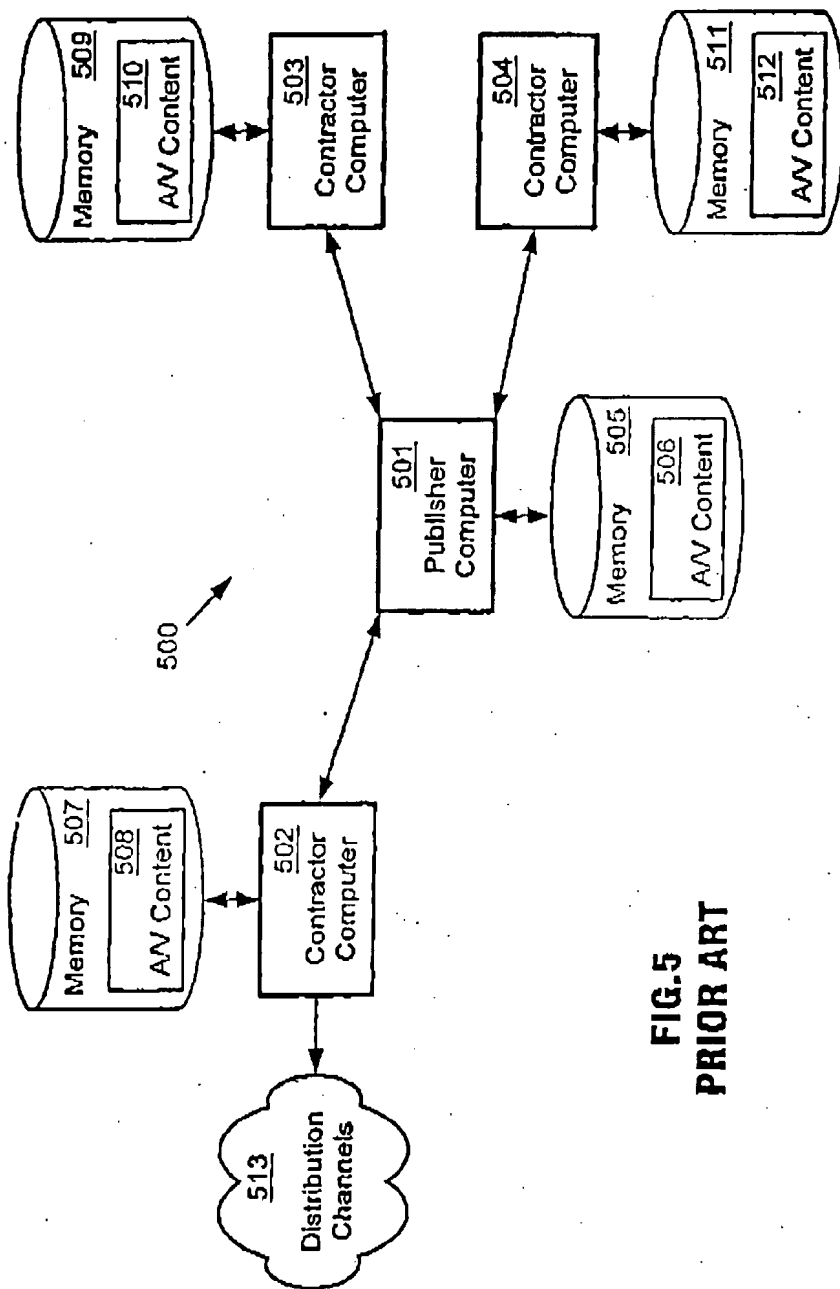 500
Memory 507
508
A/V Content
502
Contractor
Computer
513
Distribution
Channels
501
Publisher
Computer
Memory 505
506
A/V Content
Memory 509
510
A/V Content
503
Contractor
Computer
504
Contractor
Computer
Memory 511
512
A/V Content
FIG.5
PRIOR ART